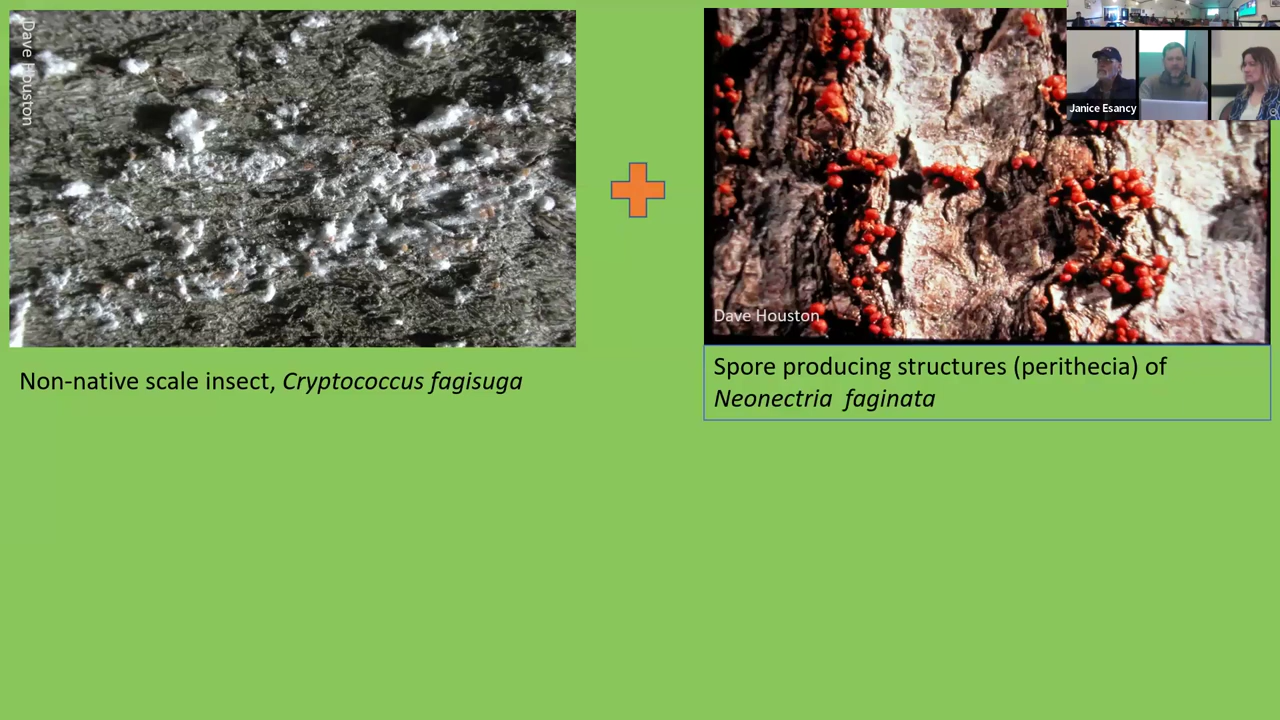 Dave Houston
Janice Esancy
Dave Houston
Non-native scale insect, Cryptococcus fagisuga
Spore producing structures (perithecia) of
Neonectria faginata